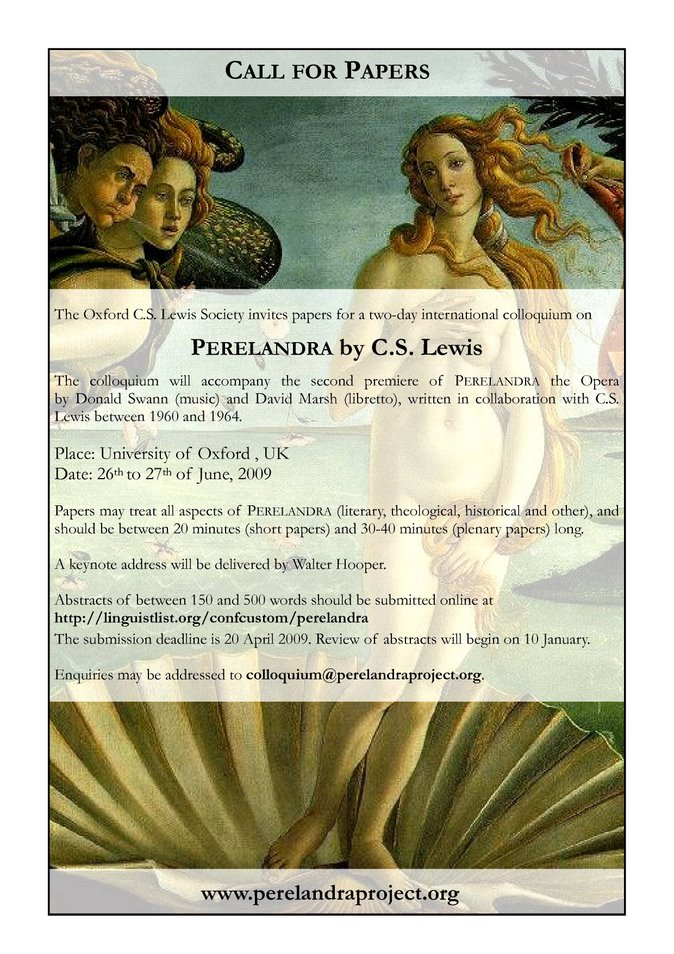 CALL FOR PAPERS
The Oxford C.S. Lewis Society invites papers for a two-day international colloquium on
PERELANDRA by C.S. Lewis
The colloquium will accompany the second premiere of PERELANDRA the Opera
by Donald Swann (music) and David Marsh (libretto), written in collaboration with C.S.
Lewis between 1960 and 1964.
Place: University of Oxford , UK
Date: 26th to 27th of June, 2009
Papers may treat all aspects of PERELANDRA (literary, theological, historical and other), and
should be between 20 minutes (short papers) and 30-40 minutes (plenary papers) long.
A keynote address will be delivered by Walter Hooper.
Abstracts of between 150 and 500 words should be submitted online at
http://linguistlist.org/confcustom/perelandra
The submission deadline is 20 April 2009. Review of abstracts will begin on 10 January.
Enquiries may be addressed to colloquium@perelandraproject.org.
www.perelandraproject.org